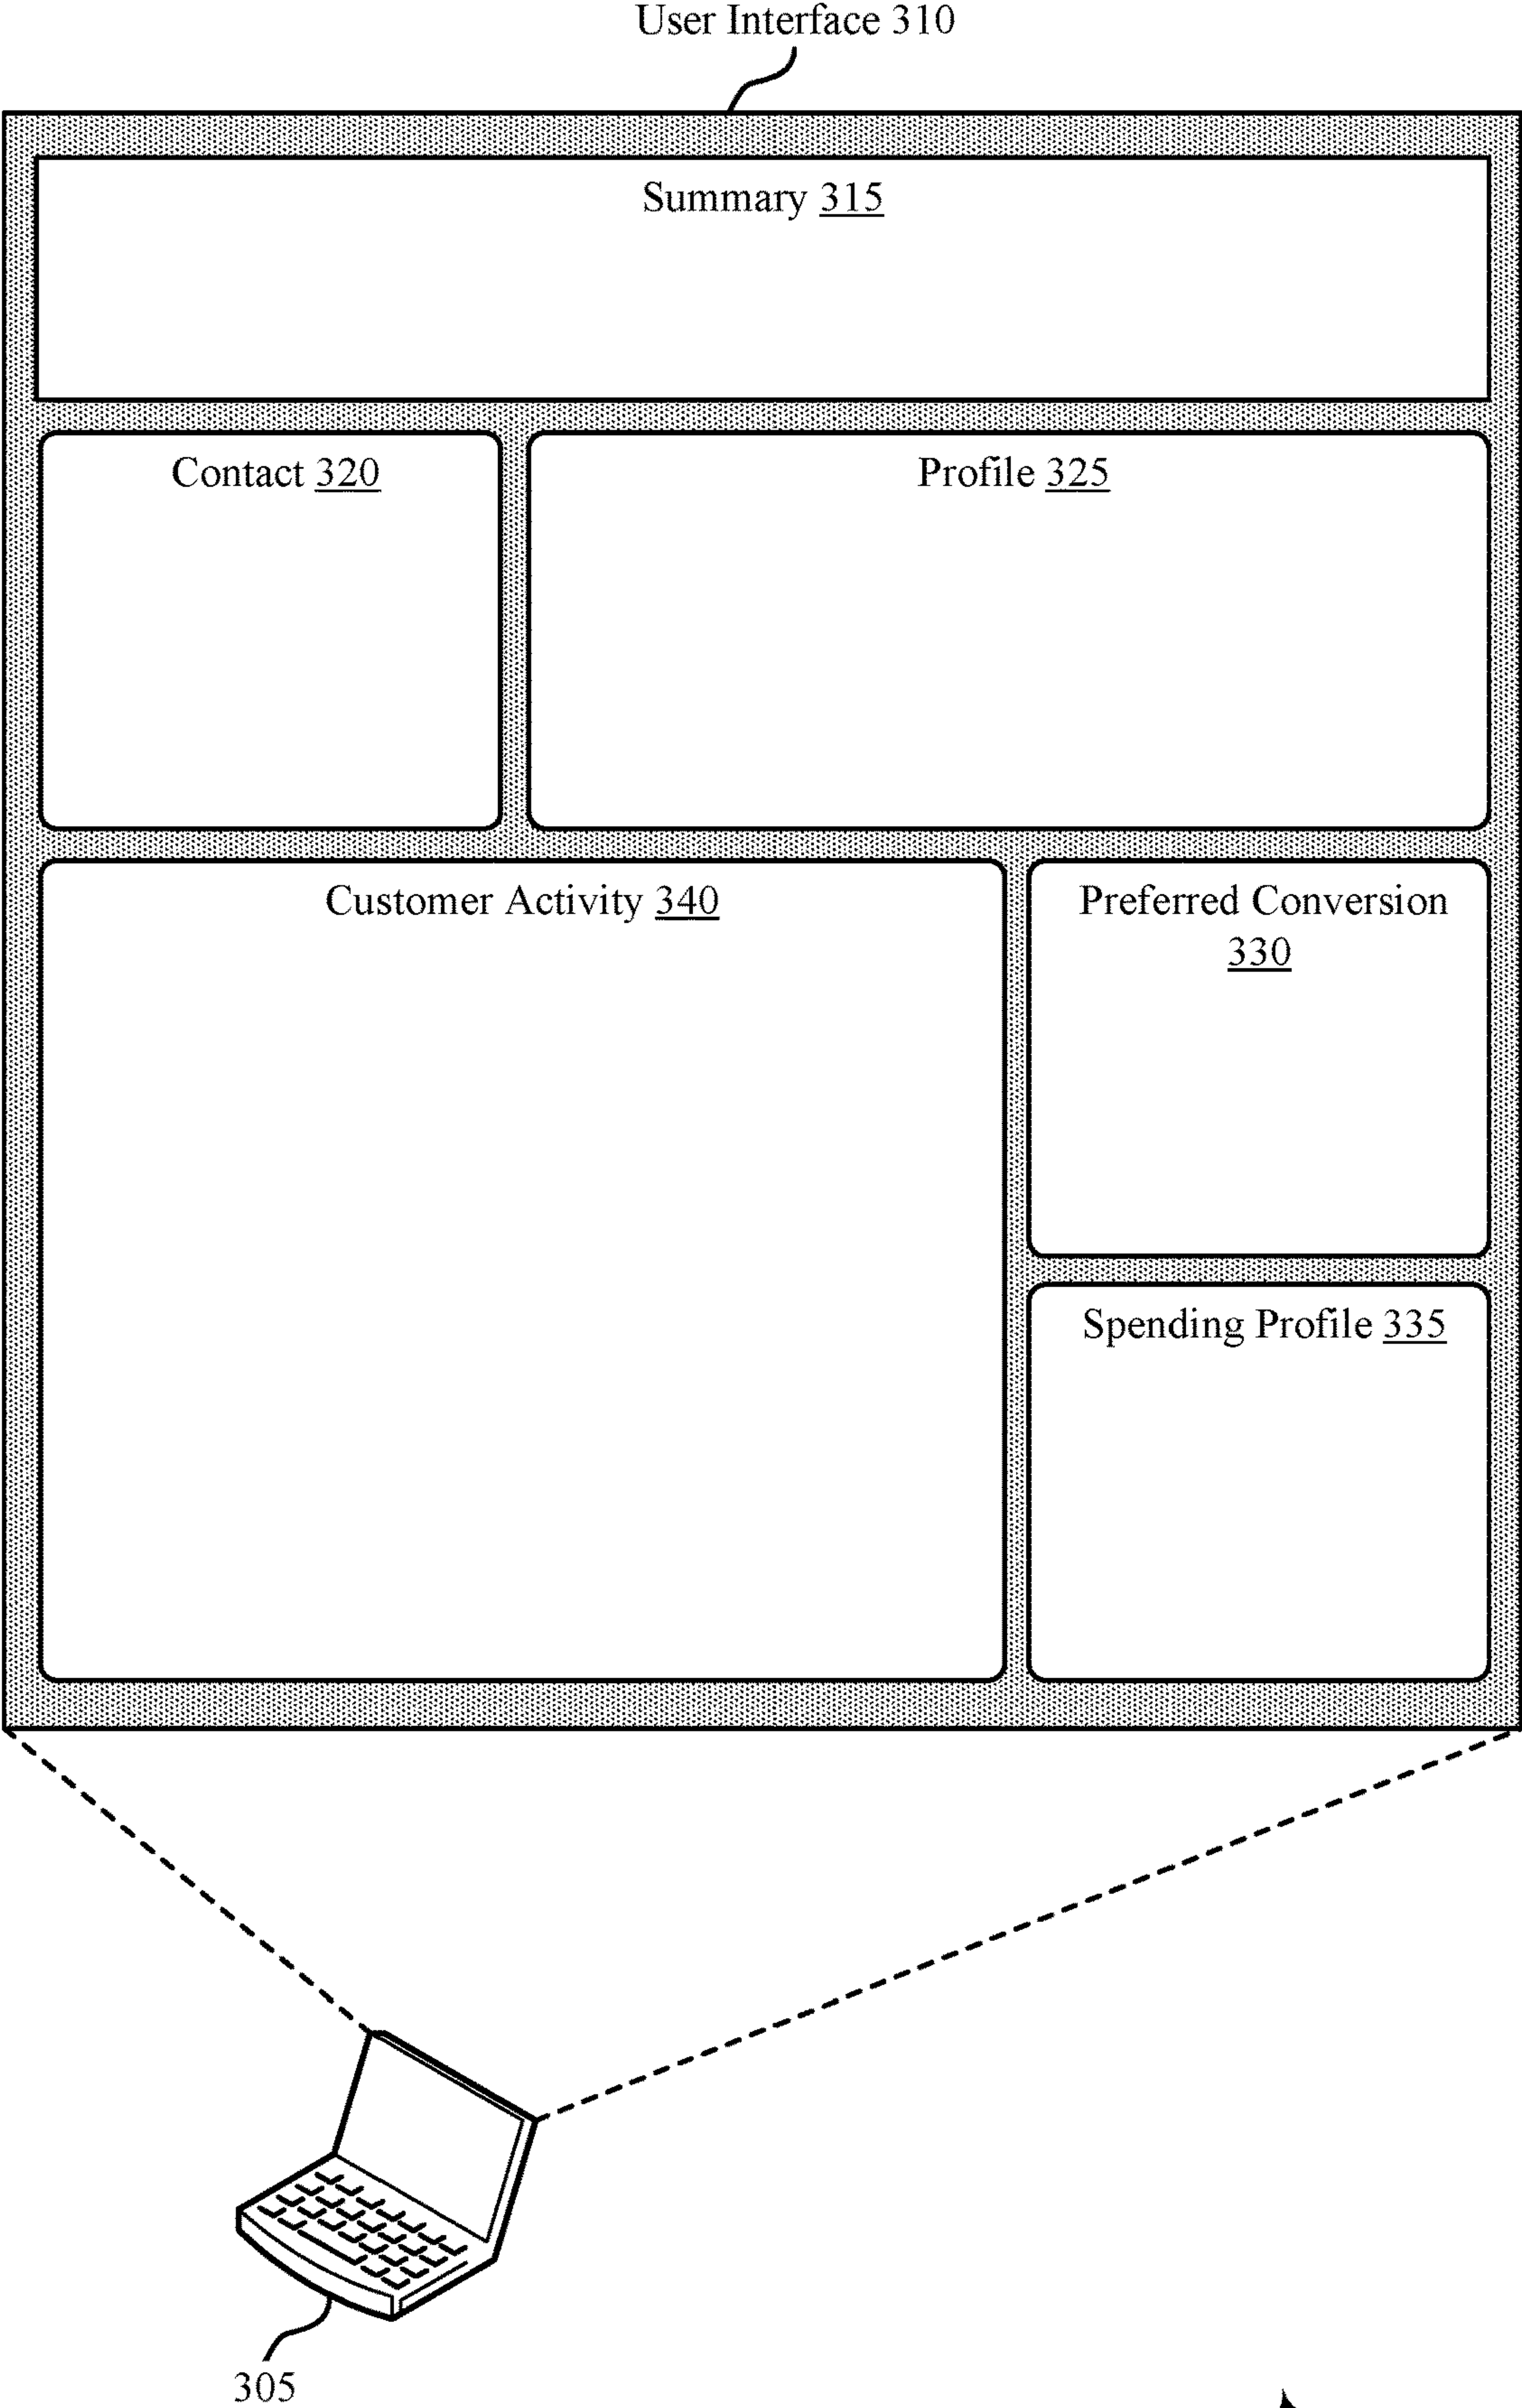 User Interface 310
Summary 315
Contact 320
Profile 325
Customer Activity 340
Preferred Conversion
330
Spending Profile 335
305